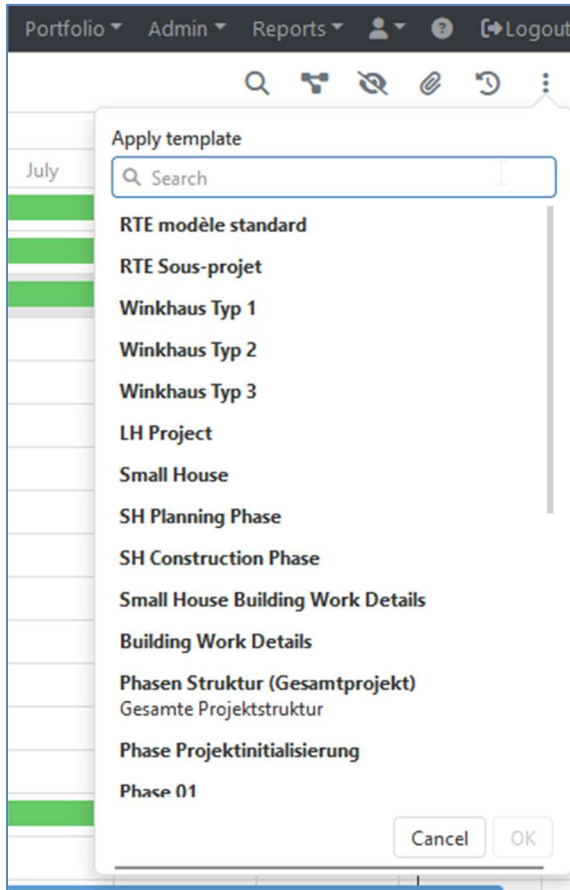 Portfolio Admin Reports Logout
Apply template
July
Search
RTE modèle standard
RTE Sous-projet
Winkhaus Typ 1
Winkhaus Typ 2
Winkhaus Typ 3
LH Project
Small House
SH Planning Phase
SH Construction Phase
Small House Building Work Details
Building Work Details
Phasen Struktur (Gesamtprojekt)
Gesamte Projektstruktur
Phase Projektinitialisierung
Phase 01
Cancel OK